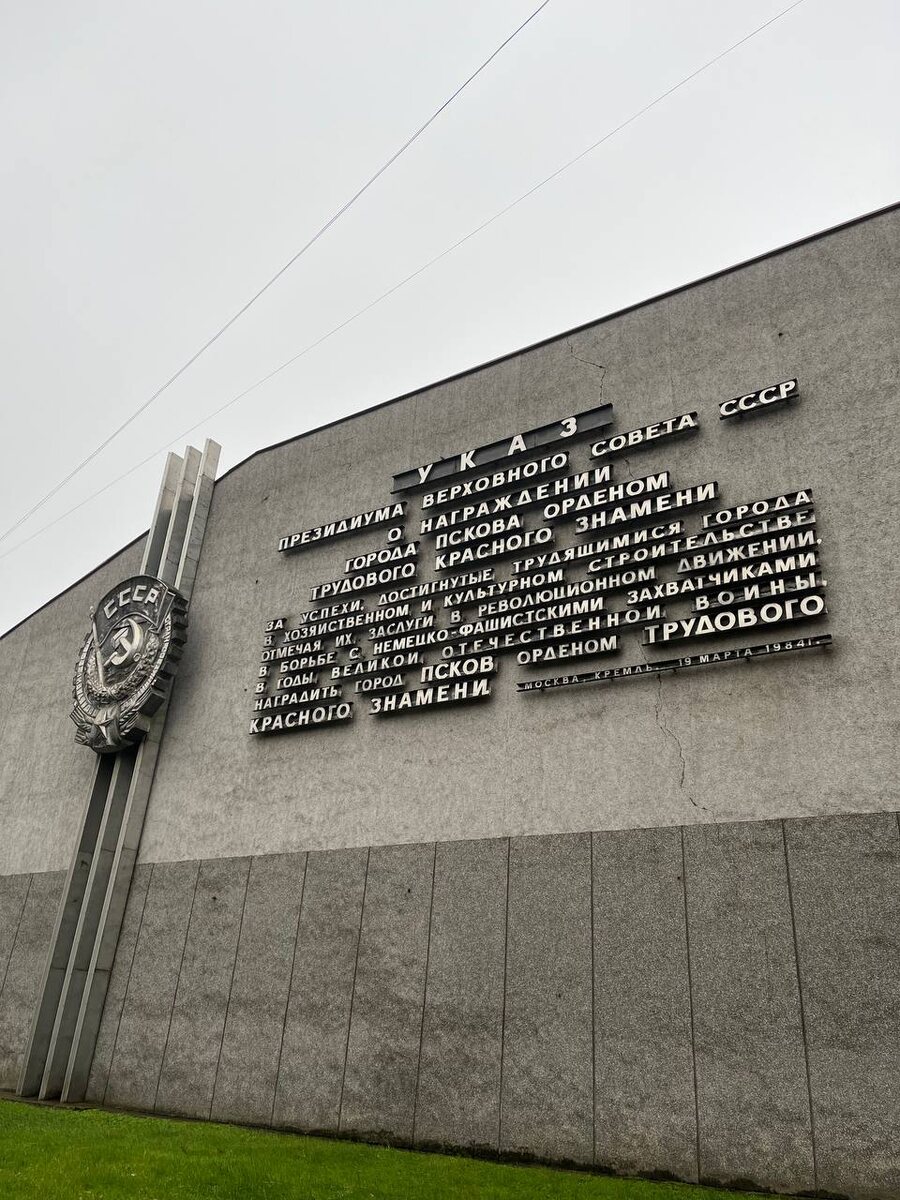 СССР
УКАЗ
ПРЕЗИДИУМА ВЕРХОВНОГО СОВЕТА СССР
О НАГРАЖДЕНИИ
ГОРОДА ПСКОВА ОРДЕНОМ
ТРУДОВОГО КРАСНОГО ЗНАМЕНИ
ЗА УСПЕХИ, ДОСТИГНУТЫЕ ТРУДЯЩИМИСЯ ГОРОДА
В ХОЗЯИСТВЕННОМ И КУЛЬТУРНОМ СТРОИТЕЛЬСТВЕ
ОТМЕЧАЯ ИХ ЗАСЛУГИ В РЕВОЛЮЦИОННОМ ДВИЖЕНИИ,
В БОРЬБЕ С НЕМЕЦКО-ФАШИСТСКИМИ ЗАХВАТЧИКАМИ
В ГОДЫ ВЕЛИКОЙ ОТЕЧЕСТВЕННОЙ ВОЙНЫ,
НАГРАДИТЬ ГОРОД ПСКОВ ОРДЕНОМ ТРУДОВОГО
КРАСНОГО ЗНАМЕНИ.
МОСКВА, КРЕМЛЬ, 19 МАРТА 1984Г.